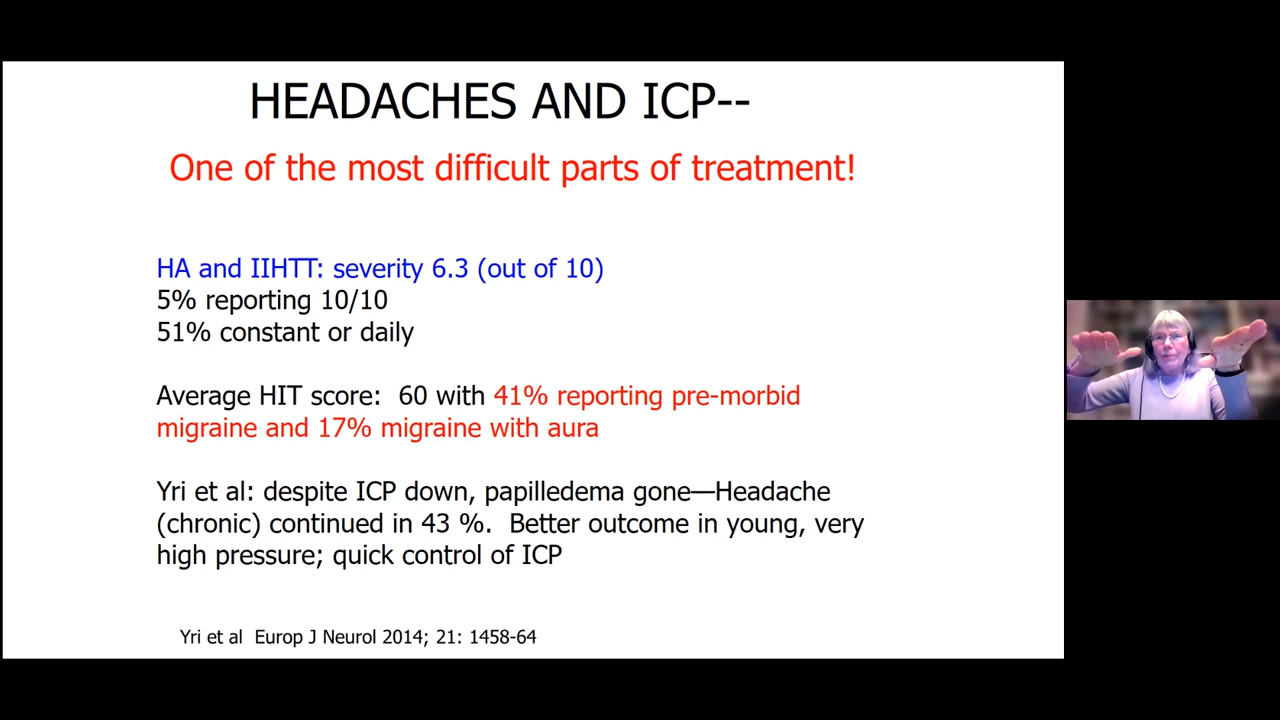 HEADACHES AND ICP--
One of the most difficult parts of treatment!
HA and IIHTT: severity 6.3 (out of 10)
5% reporting 10/10
51% constant or daily
Average HIT score:  60 with 41% reporting pre-morbid
migraine and 17% migraine with aura
Yri et al: despite ICP down, papilledema gone—Headache
(chronic) continued in 43 %.  Better outcome in young, very
high pressure; quick control of ICP
Yri et al  Europ J Neurol 2014; 21: 1458-64